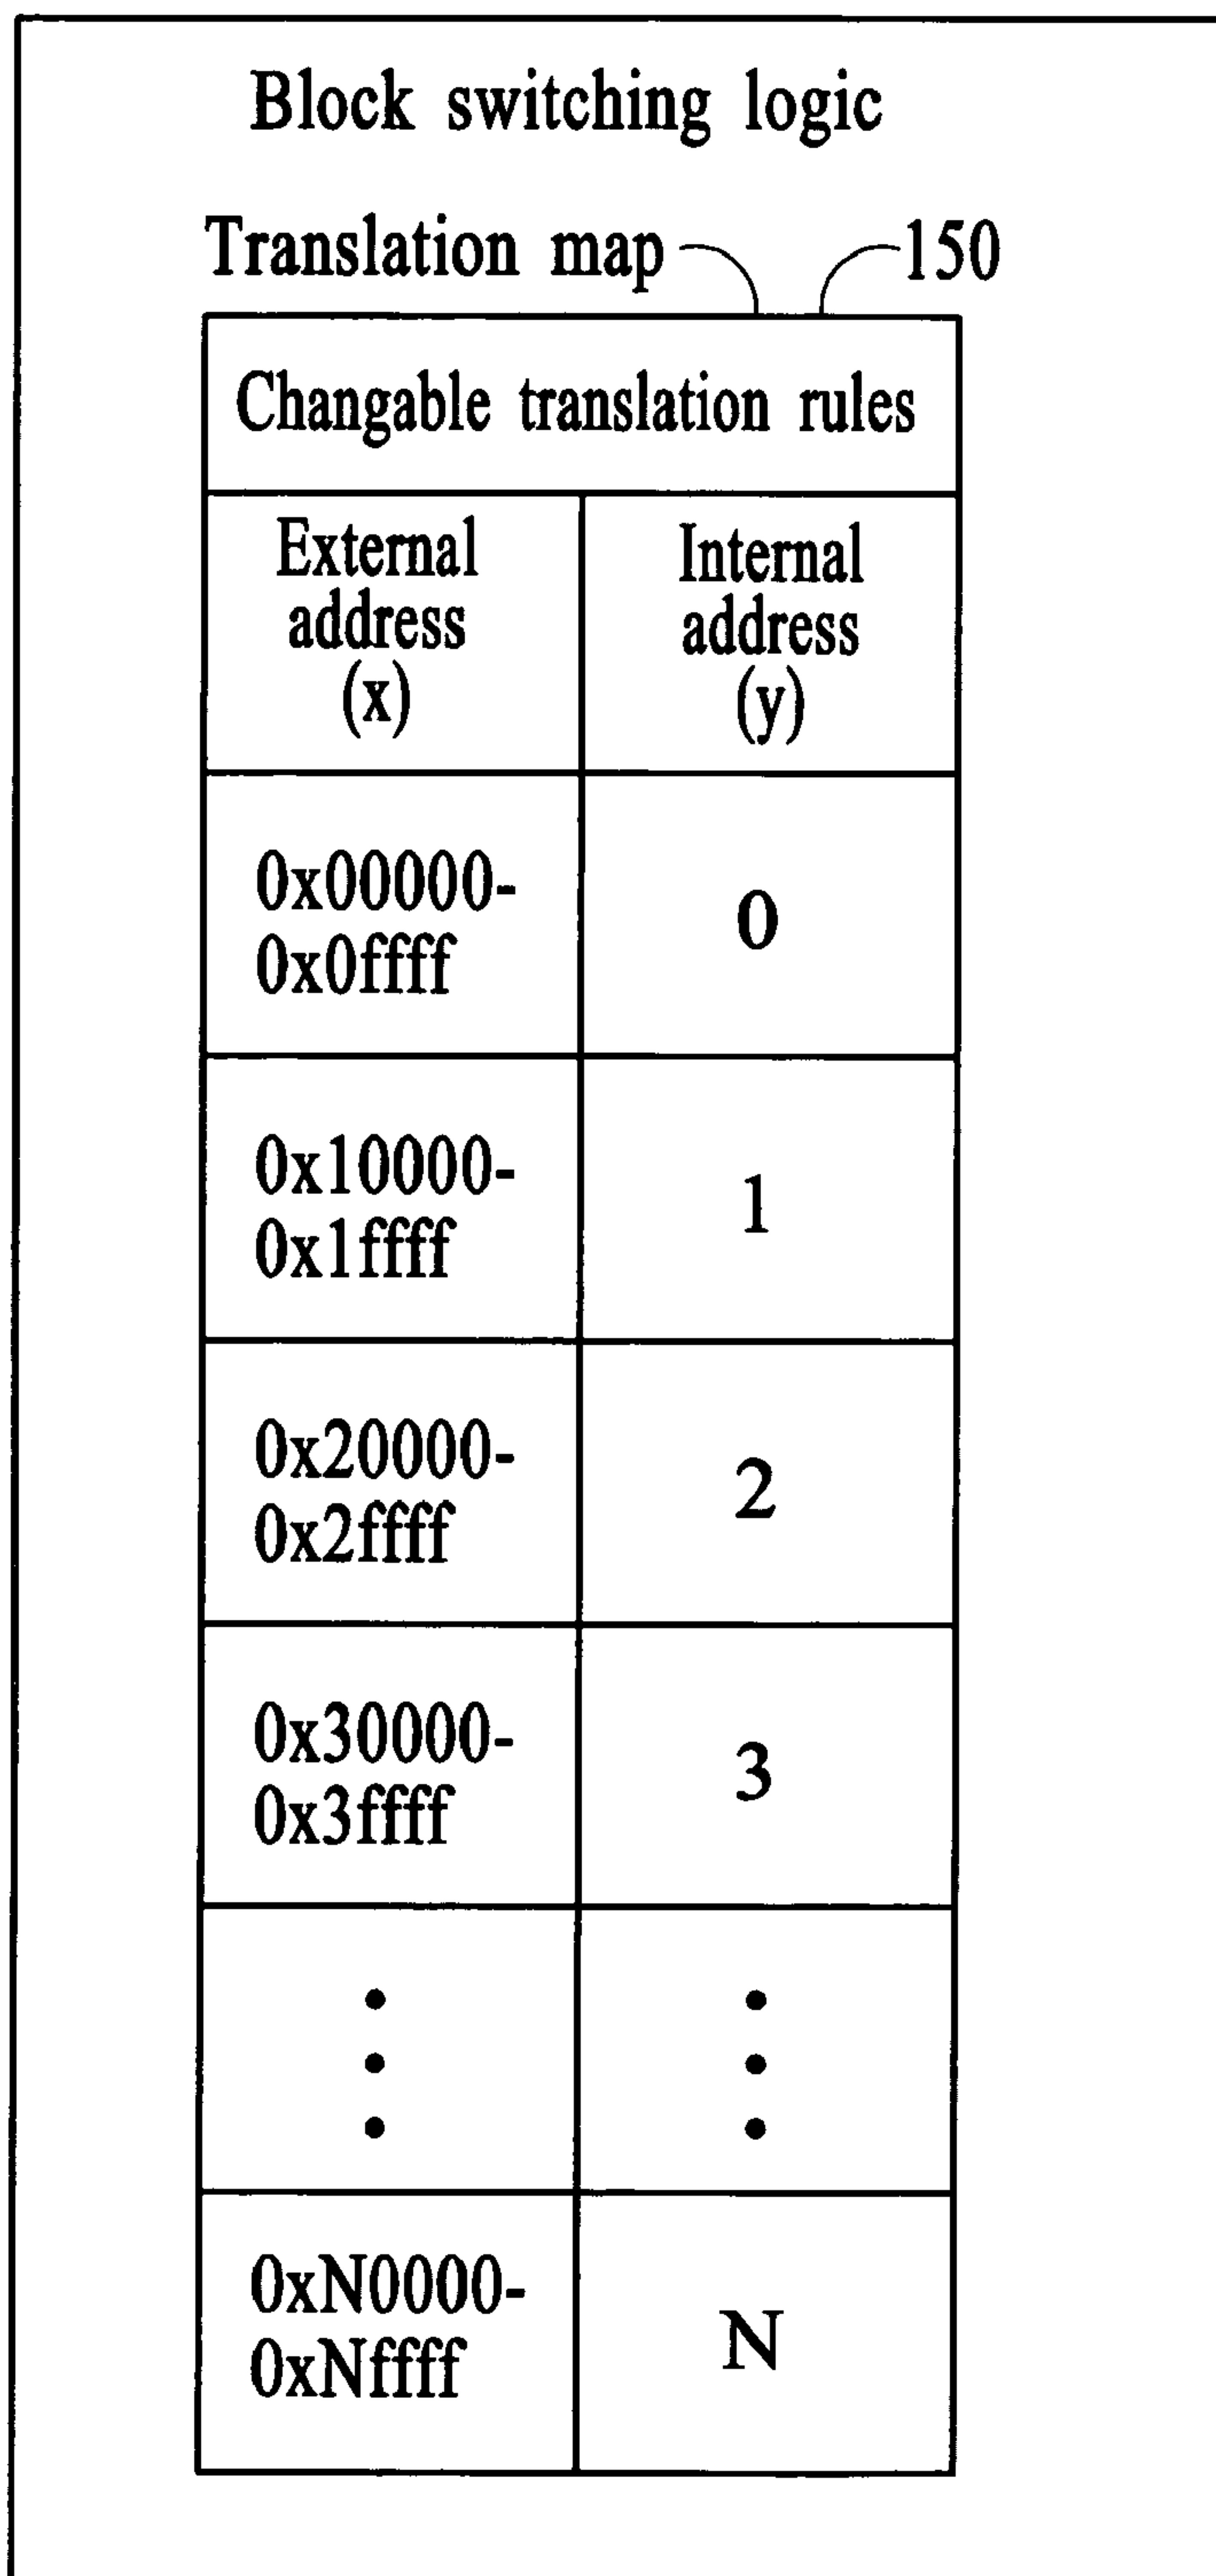 Block switching logic
Translation map 150
Changable translation rules
External
address
(x)
Internal
address
(y)
0x00000-
0x0ffff
0
0x10000-
0x1ffff
1
0x20000-
0x2ffff
2
0x30000-
0x3ffff
3
0xN0000-
0xNffff
N